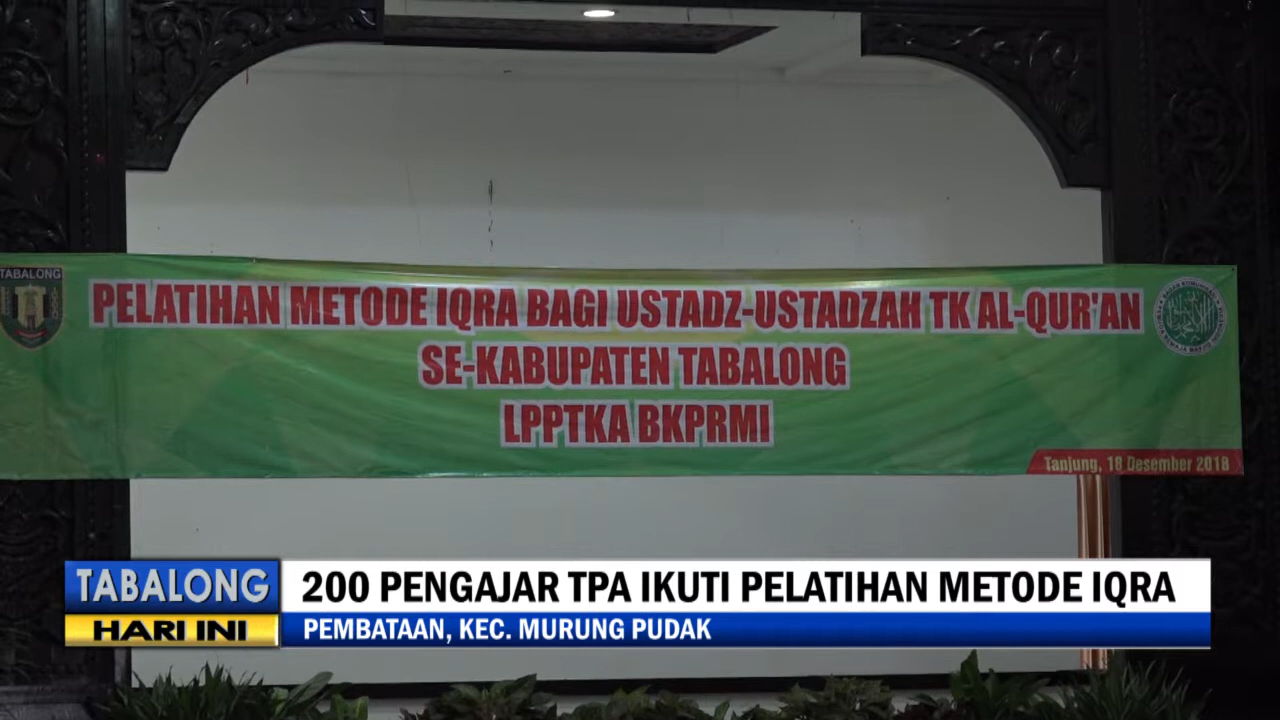 TABALONG
PELATIHAN METODE IQRA BAGI USTADZ-USTADZAH TK AL-QUR'AN
SE-KABUPATEN TABALONG
LPPTKA BKPRMI
Tanjung, 18 Desember 2018
TABALONG
HARI INI
200 PENGAJAR TPA IKUTI PELATIHAN METODE IQRA
PEMBATAAN, KEC. MURUNG PUDAK